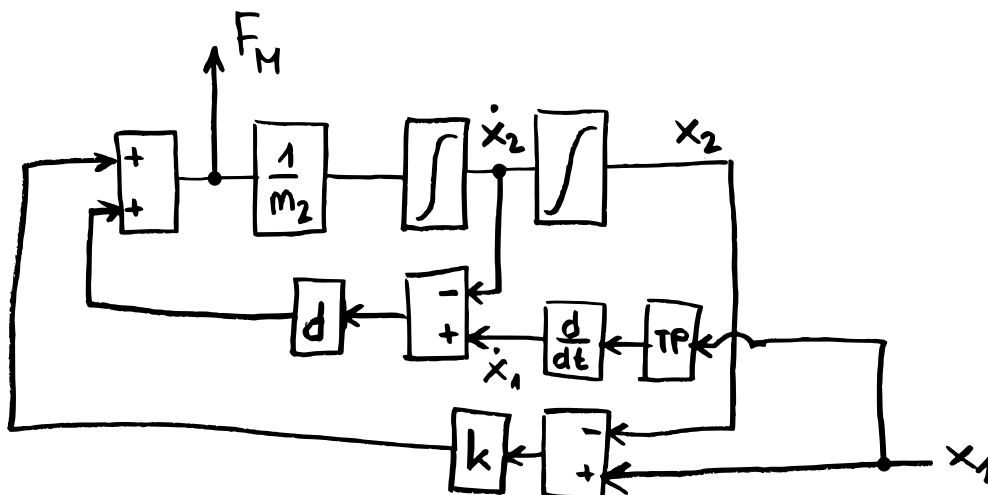 F_M
+
+
1
m_2
∫
ẋ_2
∫
x_2
d
−
+
ẋ_1
d
dt
TP
k
−
+
x_1